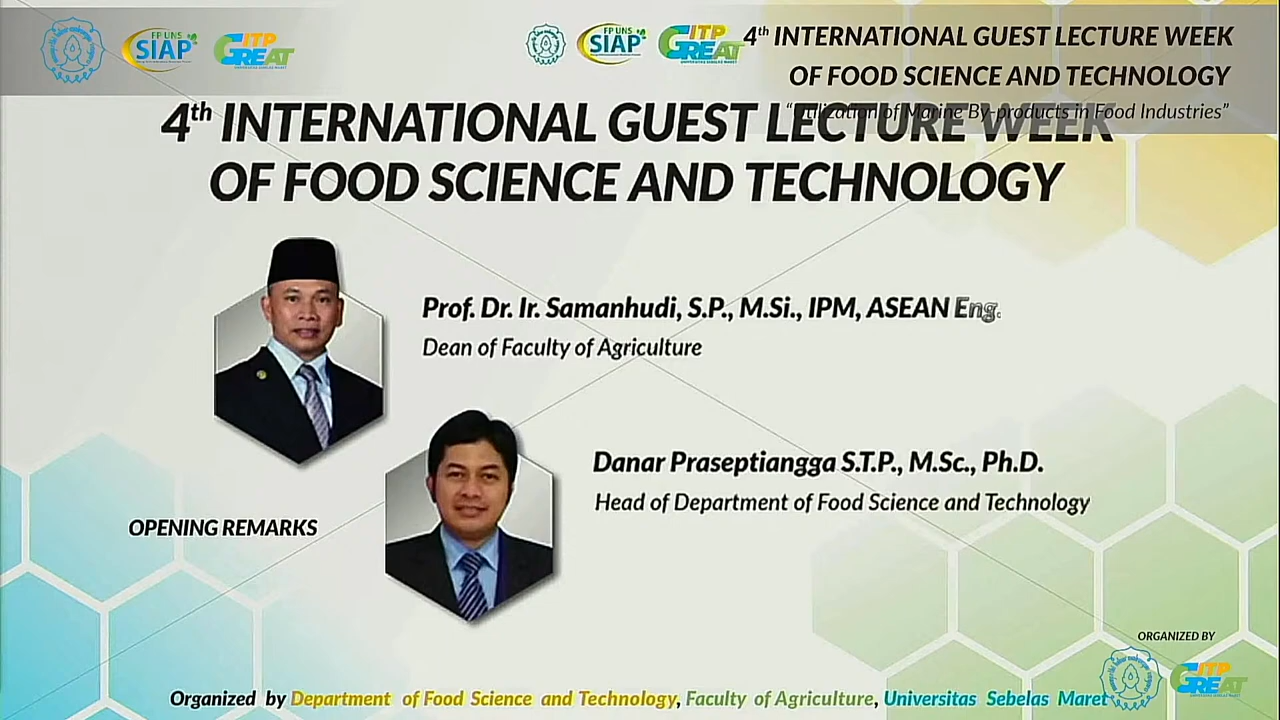 FP UNS
SIAP
ITP
GREAT
FP UNS
SIAP
ITP
GREAT
4th INTERNATIONAL GUEST LECTURE WEEK
OF FOOD SCIENCE AND TECHNOLOGY
"Utilization of Marine By-products in Food Industries"
4th INTERNATIONAL GUEST LECTURE WEEK
OF FOOD SCIENCE AND TECHNOLOGY
Prof. Dr. Ir. Samanhudi, S.P., M.Si., IPM, ASEAN Eng.
Dean of Faculty of Agriculture
Danar Praseptiangga S.T.P., M.Sc., Ph.D.
Head of Department of Food Science and Technology
OPENING REMARKS
ORGANIZED BY
ITP
GREAT
Organized by Department of Food Science and Technology, Faculty of Agriculture, Universitas Sebelas Maret